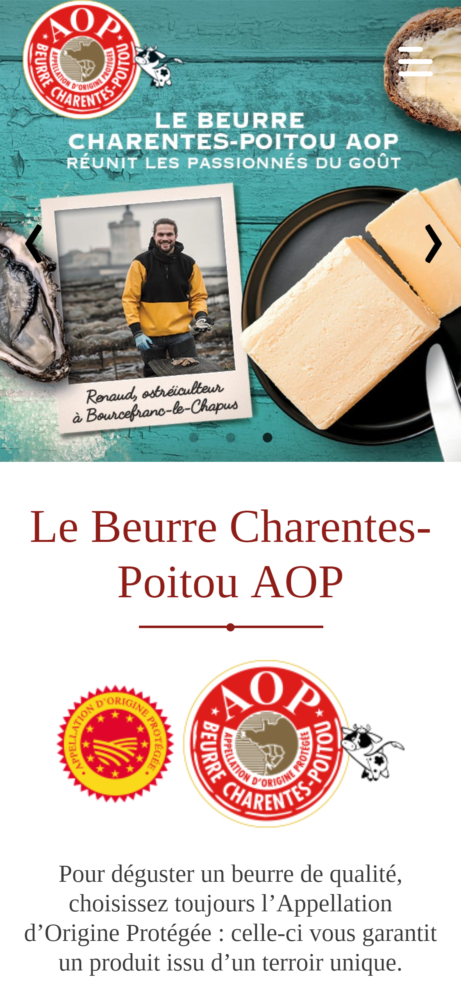 AOP
BEURRE CHARENTES-POITOU
APPELLATION D'ORIGINE PROTÉGÉE
LE BEURRE
CHARENTES-POITOU AOP
RÉUNIT LES PASSIONNÉS DU GOÛT
Renaud, ostréiculteur
à Bourcefranc-le-Chapus
Le Beurre Charentes-
Poitou AOP
APPELLATION D'ORIGINE PROTÉGÉE
AOP
BEURRE CHARENTES-POITOU
APPELLATION D'ORIGINE PROTÉGÉE
Pour déguster un beurre de qualité,
choisissez toujours l’Appellation
d’Origine Protégée : celle-ci vous garantit
un produit issu d’un terroir unique.